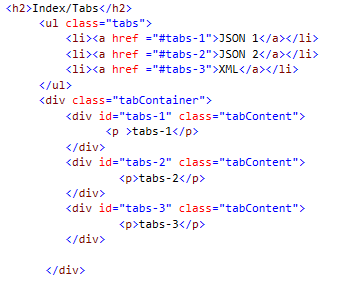 <h2>Index/Tabs</h2>
<ul class="tabs">
<li><a href ="#tabs-1">JSON 1</a></li>
<li><a href ="#tabs-2">JSON 2</a></li>
<li><a href ="#tabs-3">XML</a></li>
</ul>
<div class="tabContainer">
<div id="tabs-1" class="tabContent">
<p >tabs-1</p>
</div>
<div id="tabs-2" class="tabContent">
<p>tabs-2</p>
</div>
<div id="tabs-3" class="tabContent">
<p>tabs-3</p>
</div>
</div>